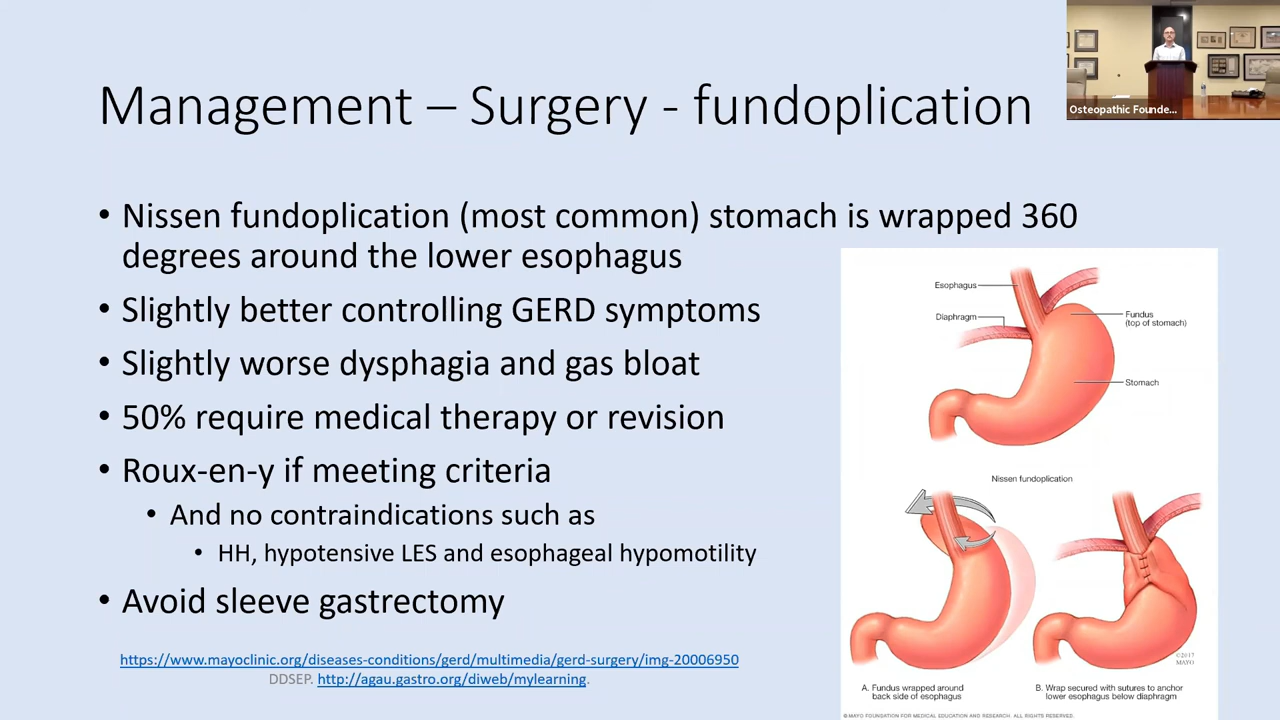 Management – Surgery - fundoplication
Osteopathic Founde...
• Nissen fundoplication (most common) stomach is wrapped 360
degrees around the lower esophagus
• Slightly better controlling GERD symptoms
• Slightly worse dysphagia and gas bloat
• 50% require medical therapy or revision
• Roux-en-y if meeting criteria
• And no contraindications such as
• HH, hypotensive LES and esophageal hypomotility
• Avoid sleeve gastrectomy
https://www.mayoclinic.org/diseases-conditions/gerd/multimedia/gerd-surgery/img-20006950
DDSEP. http://agau.gastro.org/diweb/mylearning.
Esophagus
Diaphragm
Fundus
(top of stomach)
Stomach
Nissen fundoplication
©2017
MAYO
A. Fundus wrapped around
back side of esophagus
B. Wrap secured with sutures to anchor
lower esophagus below diaphragm
© MAYO FOUNDATION FOR MEDICAL EDUCATION AND RESEARCH. ALL RIGHTS RESERVED.